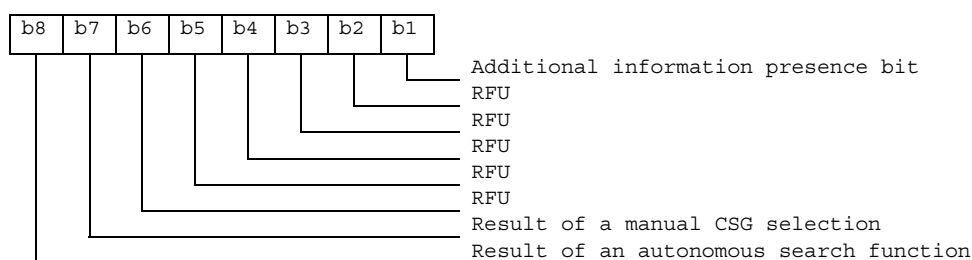 b8 b7 b6 b5 b4 b3 b2 b1
Additional information presence bit
RFU
RFU
RFU
RFU
RFU
Result of a manual CSG selection
Result of an autonomous search function